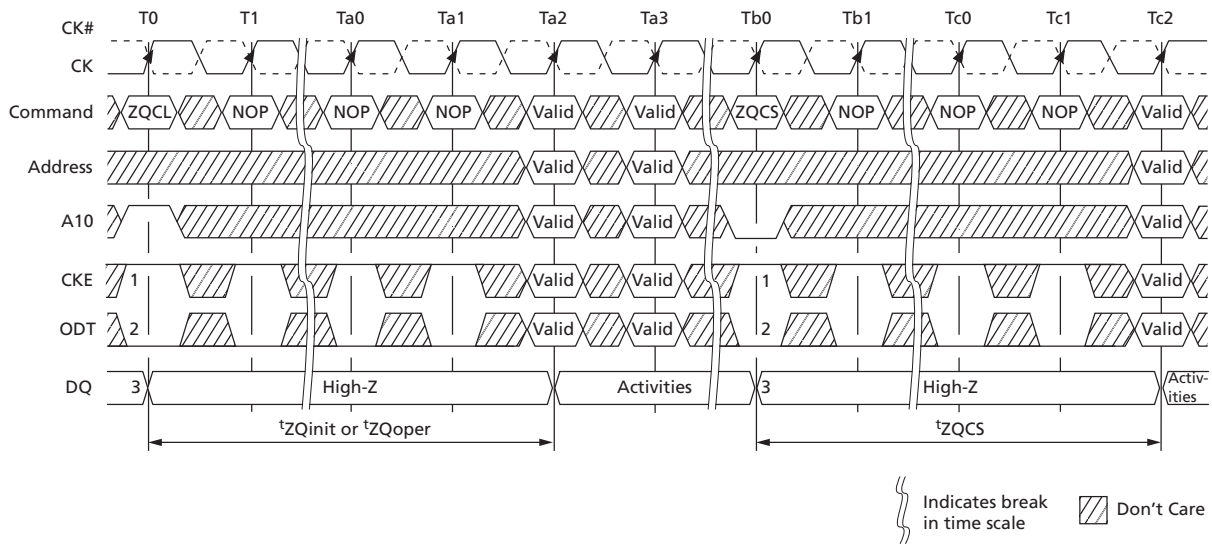 T0 T1 Ta0 Ta1 Ta2 Ta3 Tb0 Tb1 Tc0 Tc1 Tc2
CK#
CK
Command ZQCL NOP NOP NOP Valid Valid ZQCS NOP NOP NOP Valid
Address Valid Valid Valid
A10 Valid Valid Valid
CKE 1 Valid Valid 1 Valid
ODT 2 Valid Valid 2 Valid
DQ 3 High-Z Activities 3 High-Z Activ-
ities
tZQinit or tZQoper tZQCS
Indicates break
in time scale
Don't Care